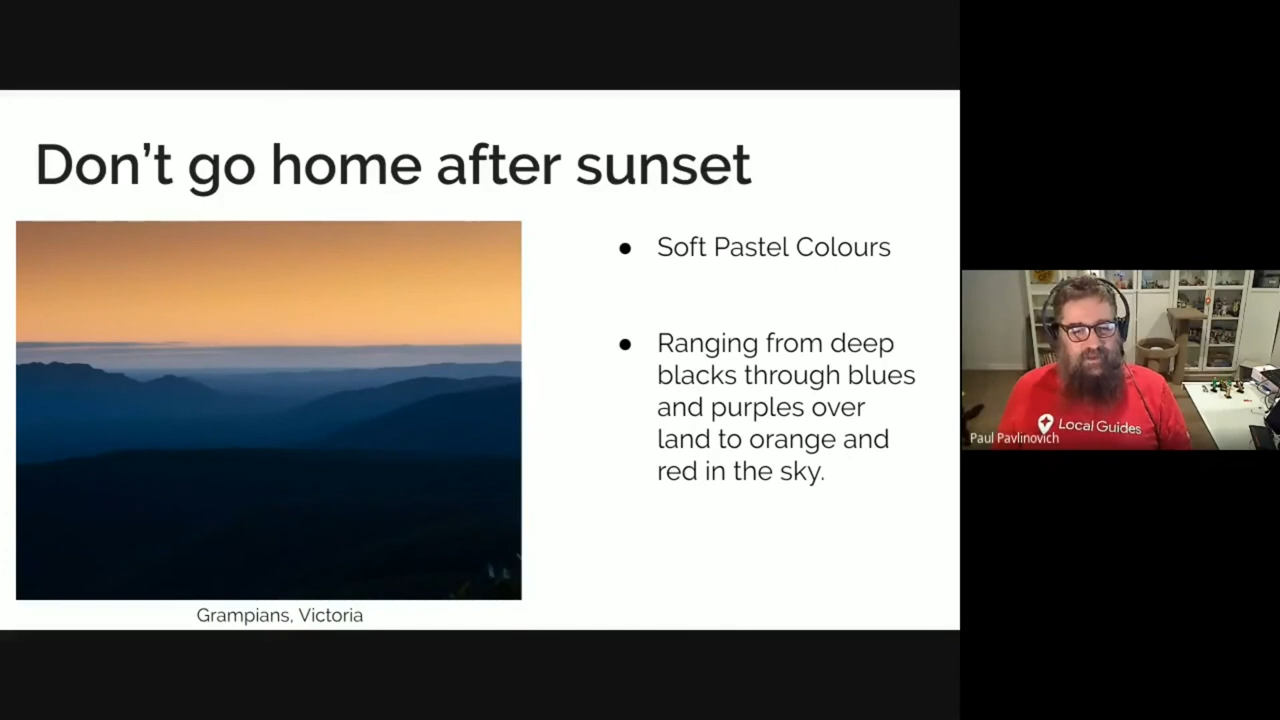 Don't go home after sunset
● Soft Pastel Colours
● Ranging from deep
blacks through blues
and purples over
land to orange and
red in the sky.
Grampians, Victoria
Local Guides
Paul Pavlinovich